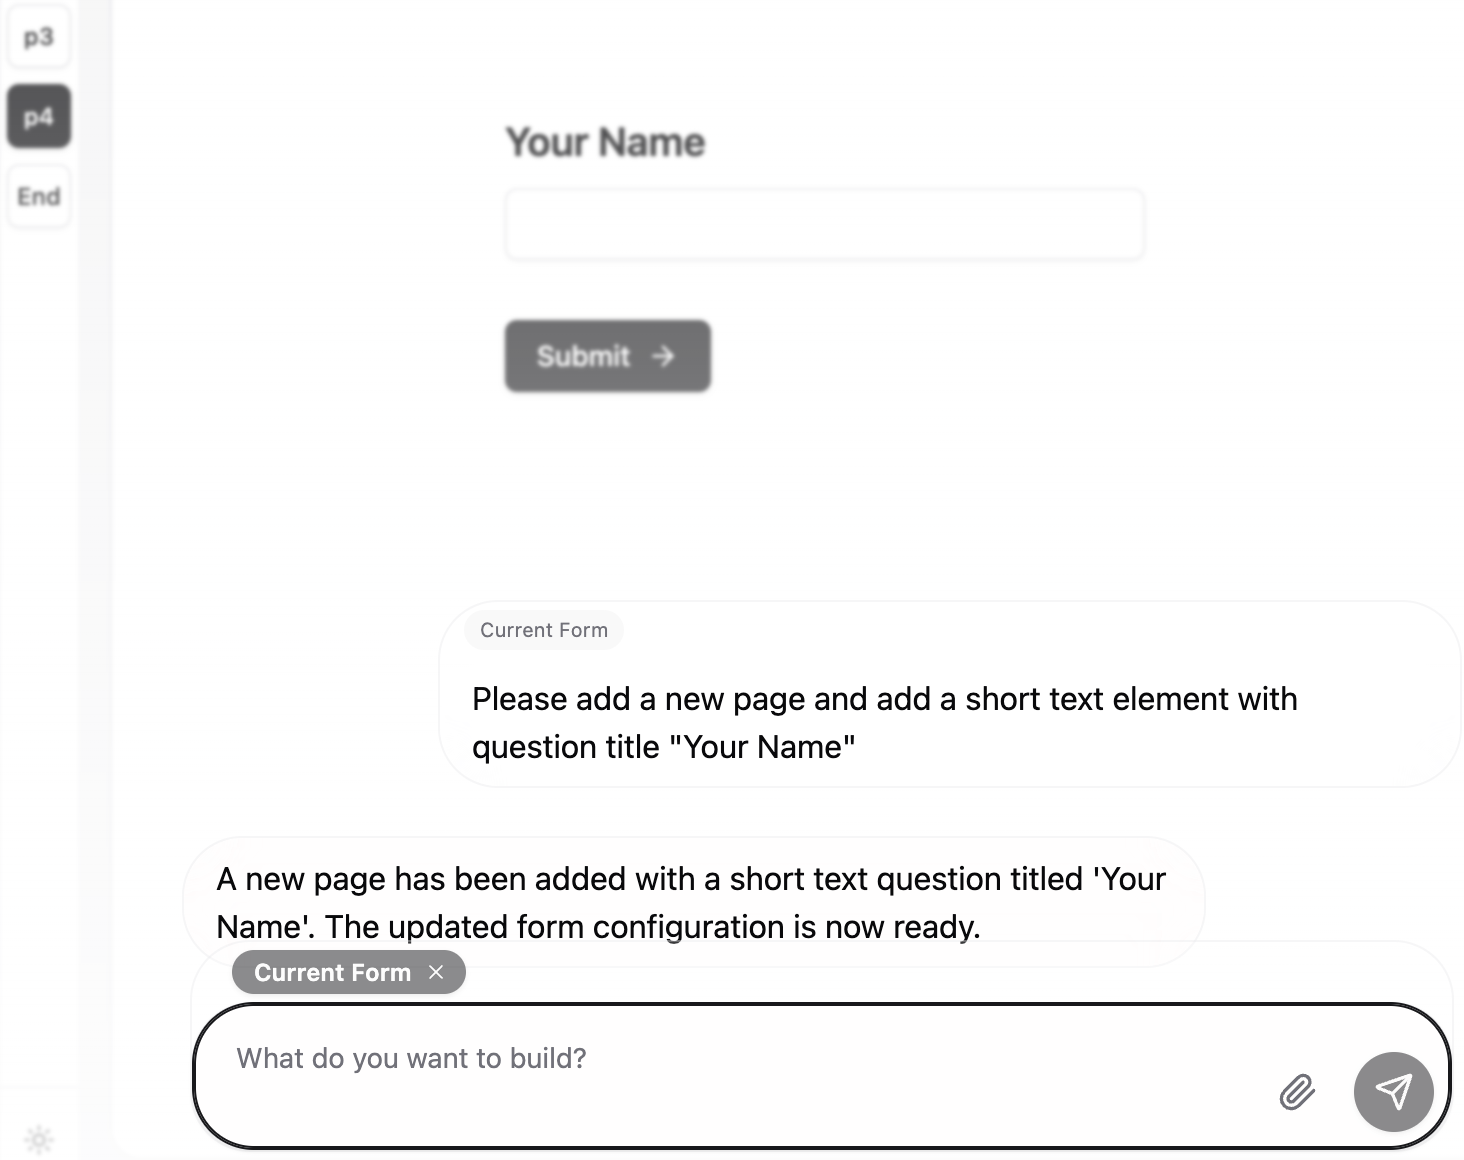 p3
p4
End
Your Name
Submit
Current Form
Please add a new page and add a short text element with
question title "Your Name"
A new page has been added with a short text question titled 'Your
Name'. The updated form configuration is now ready.
Current Form
What do you want to build?